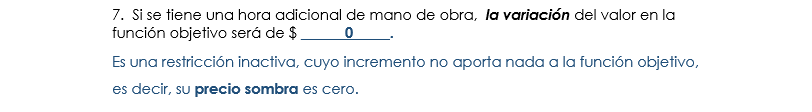 7. Si se tiene una hora adicional de mano de obra, la variación del valor en la
función objetivo será de $ ______0_____.
Es una restricción inactiva, cuyo incremento no aporta nada a la función objetivo,
es decir, su precio sombra es cero.